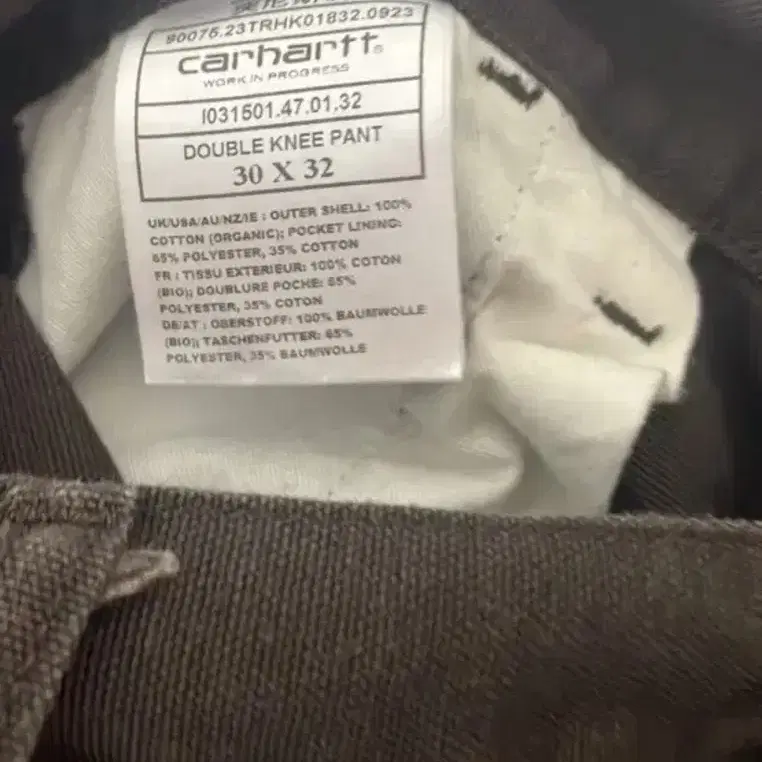 80075.23TRHK01832.0923
carhartt
WORK IN PROGRESS
I031501.47.01.32
DOUBLE KNEE PANT
30 X 32
UK/USA/AU/NZ/IE : OUTER SHELL: 100%
COTTON (ORGANIC); POCKET LINING:
65% POLYESTER, 35% COTTON
FR : TISSU EXTERIEUR: 100% COTON
(BIO); DOUBLURE POCHE: 65%
POLYESTER, 35% COTON
DE/AT : OBERSTOFF: 100% BAUMWOLLE
(BIO); TASCHENFUTTER: 65%
POLYESTER, 35% BAUMWOLLE